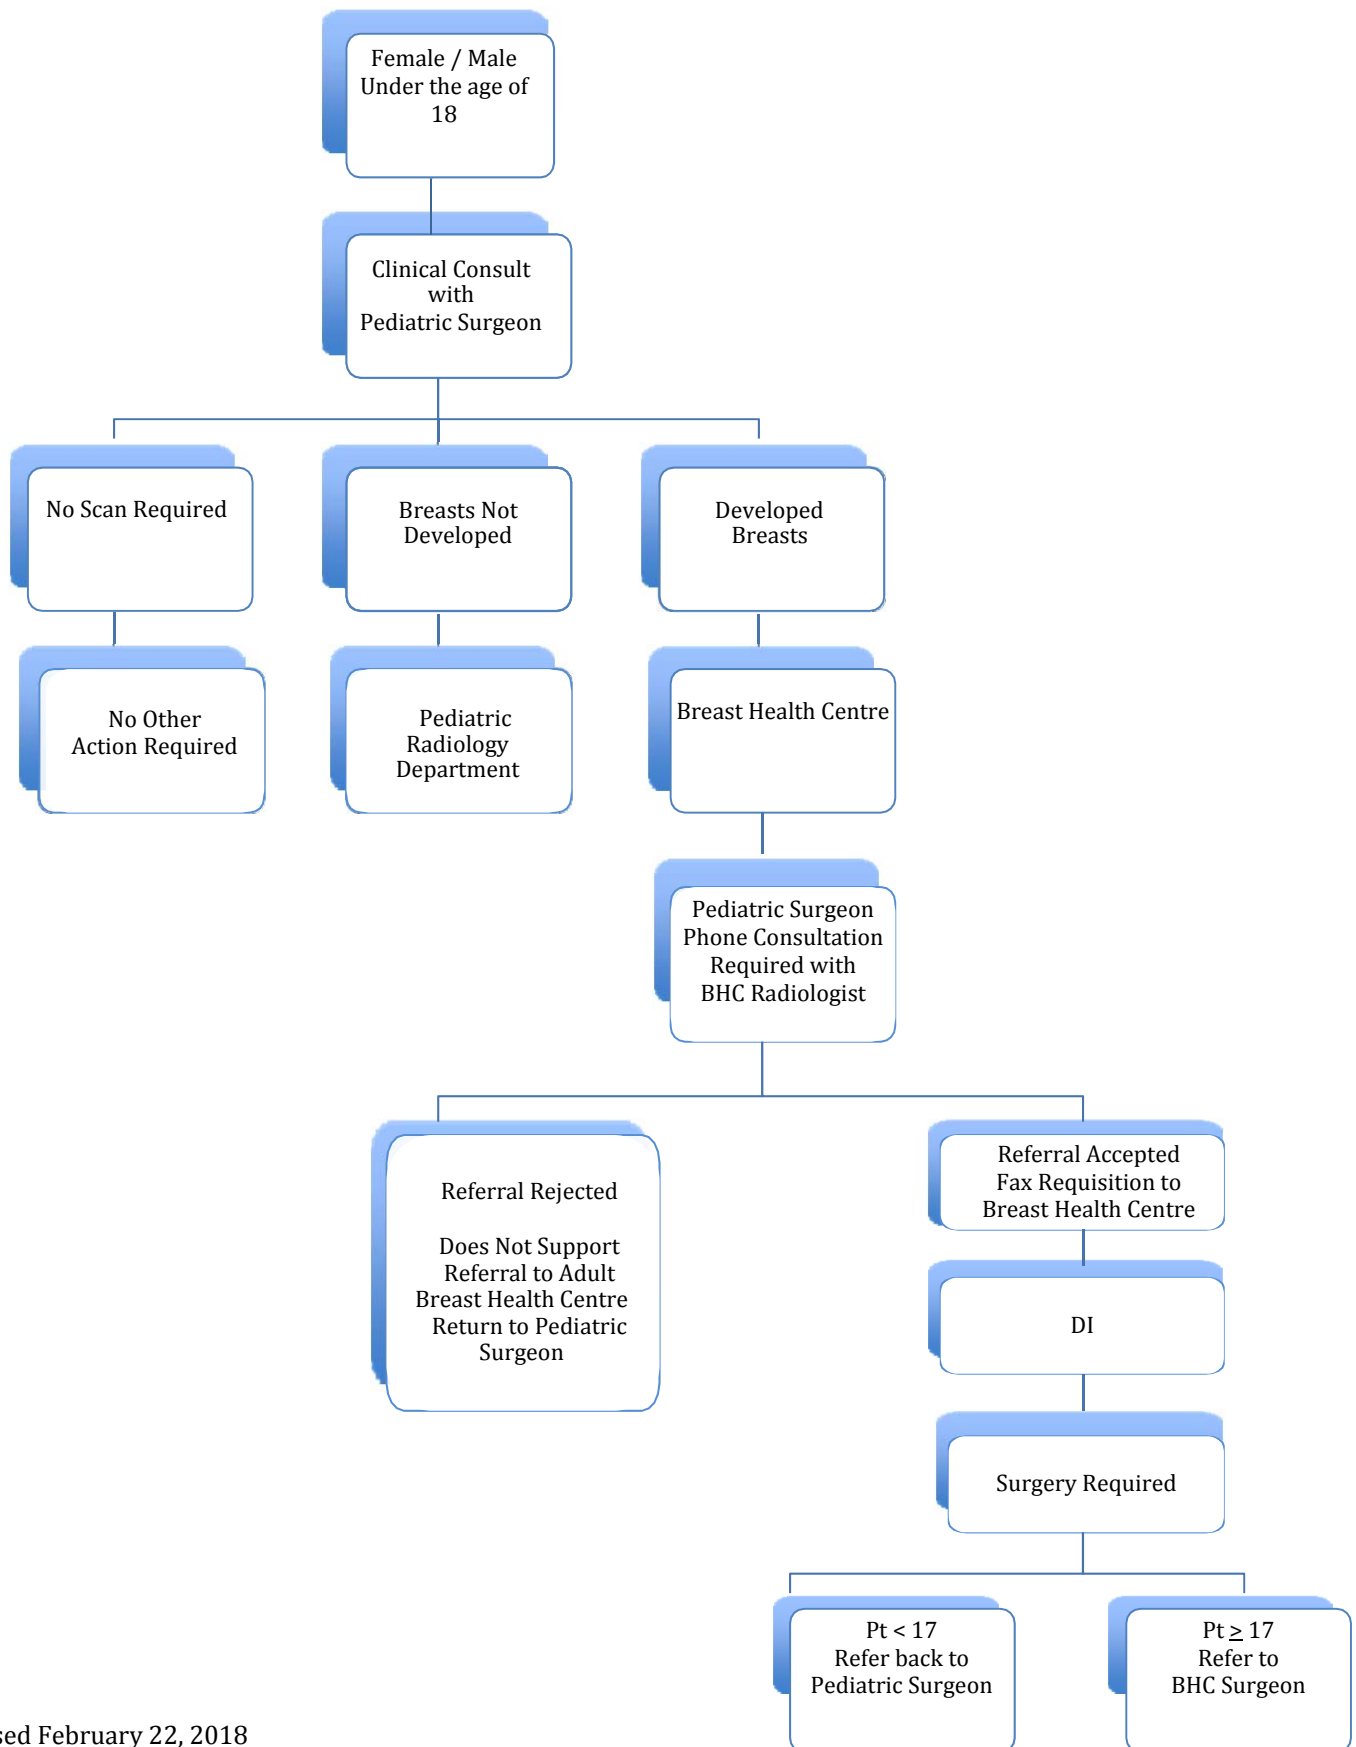 Female / Male
Under the age of
18
Clinical Consult
with
Pediatric Surgeon
No Scan Required
Breasts Not
Developed
Developed
Breasts
No Other
Action Required
Pediatric
Radiology
Department
Breast Health Centre
Pediatric Surgeon
Phone Consultation
Required with
BHC Radiologist
Referral Rejected
Does Not Support
Referral to Adult
Breast Health Centre
Return to Pediatric
Surgeon
Referral Accepted
Fax Requisition to
Breast Health Centre
DI
Surgery Required
Pt < 17
Refer back to
Pediatric Surgeon
Pt ≥ 17
Refer to
BHC Surgeon
February 22, 2018